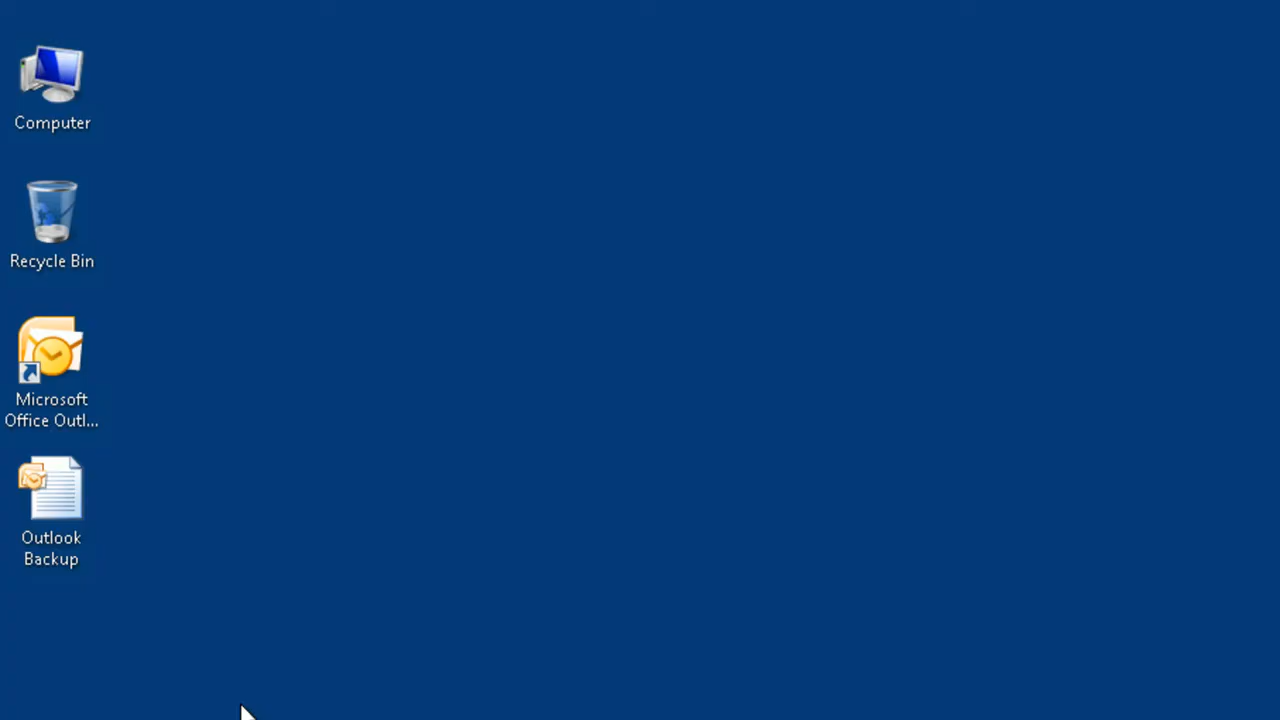 Computer
Recycle Bin
Microsoft
Office Outl...
Outlook
Backup